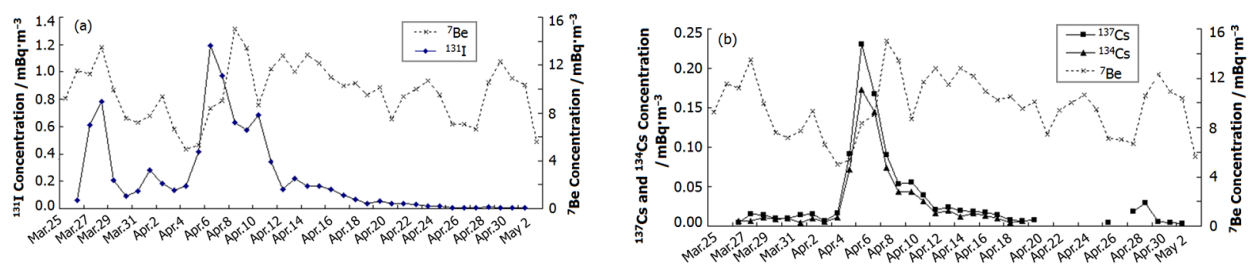 (a)
7Be
131I
131I Concentration / mBq·m−3
1.4
1.2
1.0
0.8
0.6
0.4
0.2
0.0
16
12
8
4
0
7Be Concentration / mBq·m−3
Mar.25
Mar.27
Mar.29
Mar.31
Apr.2
Apr.4
Apr.6
Apr.8
Apr.10
Apr.12
Apr.14
Apr.16
Apr.18
Apr.20
Apr.22
Apr.24
Apr.26
Apr.28
Apr.30
May 2
(b)
137Cs
134Cs
7Be
137Cs and 134Cs Concentration
/ mBq·m−3
0.25
0.20
0.15
0.10
0.05
0.00
16
12
8
4
0
7Be Concentration / mBq·m−3
Mar.25
Mar.27
Mar.29
Mar.31
Apr.2
Apr.4
Apr.6
Apr.8
Apr.10
Apr.12
Apr.14
Apr.16
Apr.18
Apr.20
Apr.22
Apr.24
Apr.26
Apr.28
Apr.30
May 2